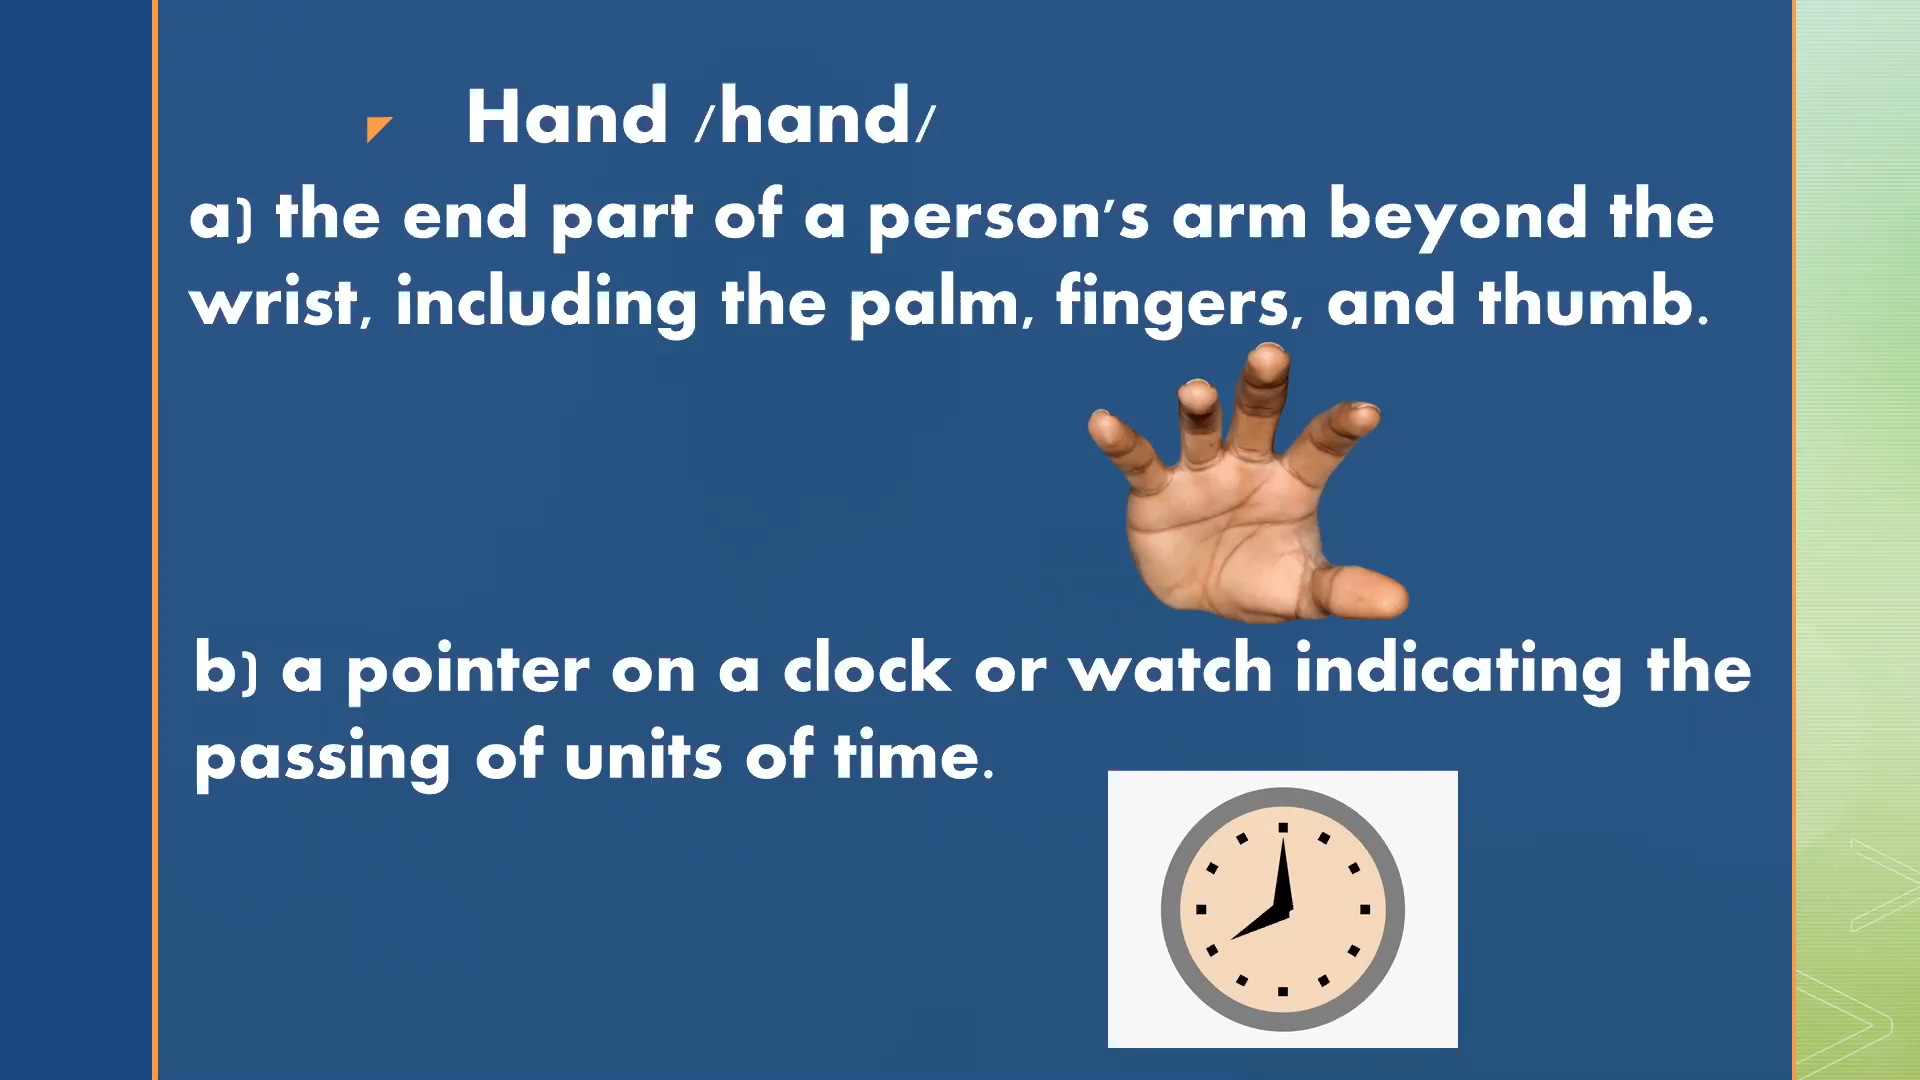 Hand /hand/
a) the end part of a person's arm beyond the
wrist, including the palm, fingers, and thumb.
b) a pointer on a clock or watch indicating the
passing of units of time.